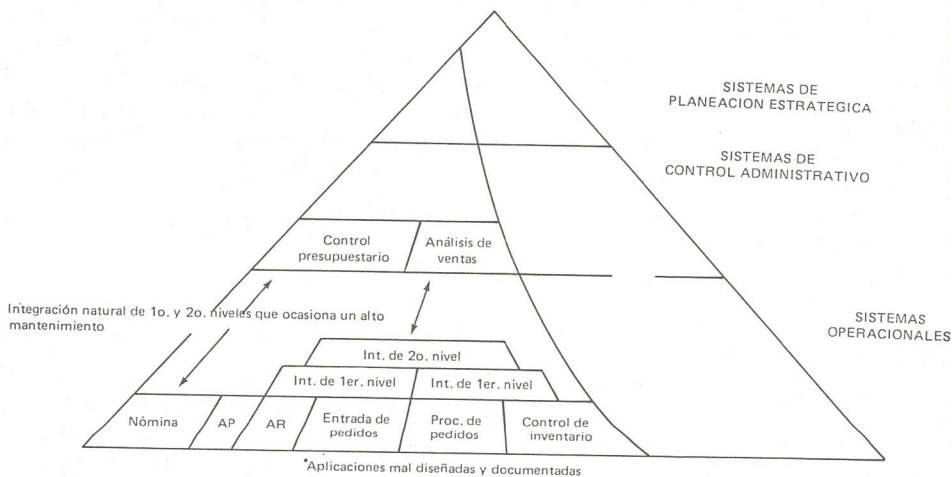 SISTEMAS DE
PLANEACION ESTRATEGICA
SISTEMAS DE
CONTROL ADMINISTRATIVO
Control
presupuestario
Análisis de
ventas
Integración natural de 1o. y 2o. niveles que ocasiona un alto
mantenimiento
SISTEMAS
OPERACIONALES
Int. de 2o. nivel
Int. de 1er. nivel
Int. de 1er. nivel
Nómina
AP
AR
Entrada de
pedidos
Proc. de
pedidos
Control de
inventario
*Aplicaciones mal diseñadas y documentadas